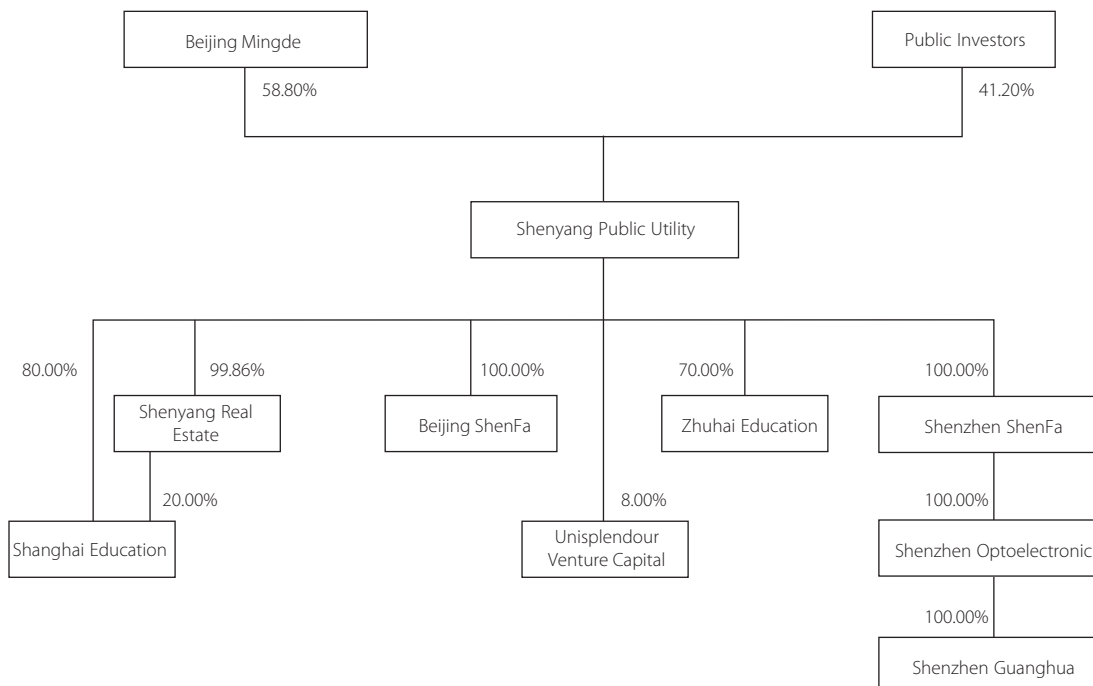 Beijing Mingde
Public Investors
58.80%
41.20%
Shenyang Public Utility
80.00%
99.86%
100.00%
70.00%
100.00%
Shenyang Real
Estate
Beijing ShenFa
Zhuhai Education
Shenzhen ShenFa
20.00%
8.00%
100.00%
Shanghai Education
Unisplendour
Venture Capital
Shenzhen Optoelectronic
100.00%
Shenzhen Guanghua